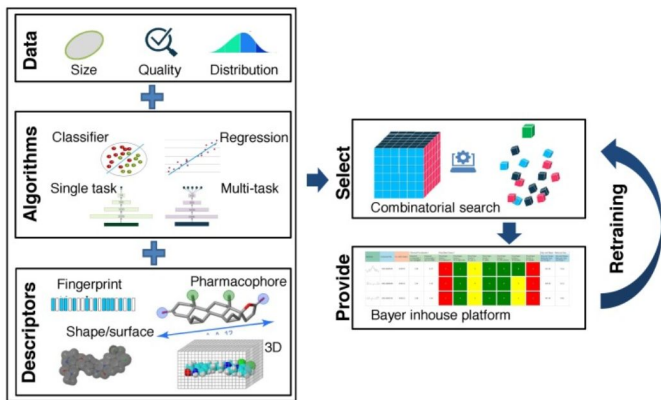 Data
Size
Quality
Distribution
Algorithms
Classifier
Regression
Single task
Multi-task
Descriptors
Fingerprint
Pharmacophore
Shape/surface
3D
Select
Combinatorial search
Provide
Bayer inhouse platform
Retraining